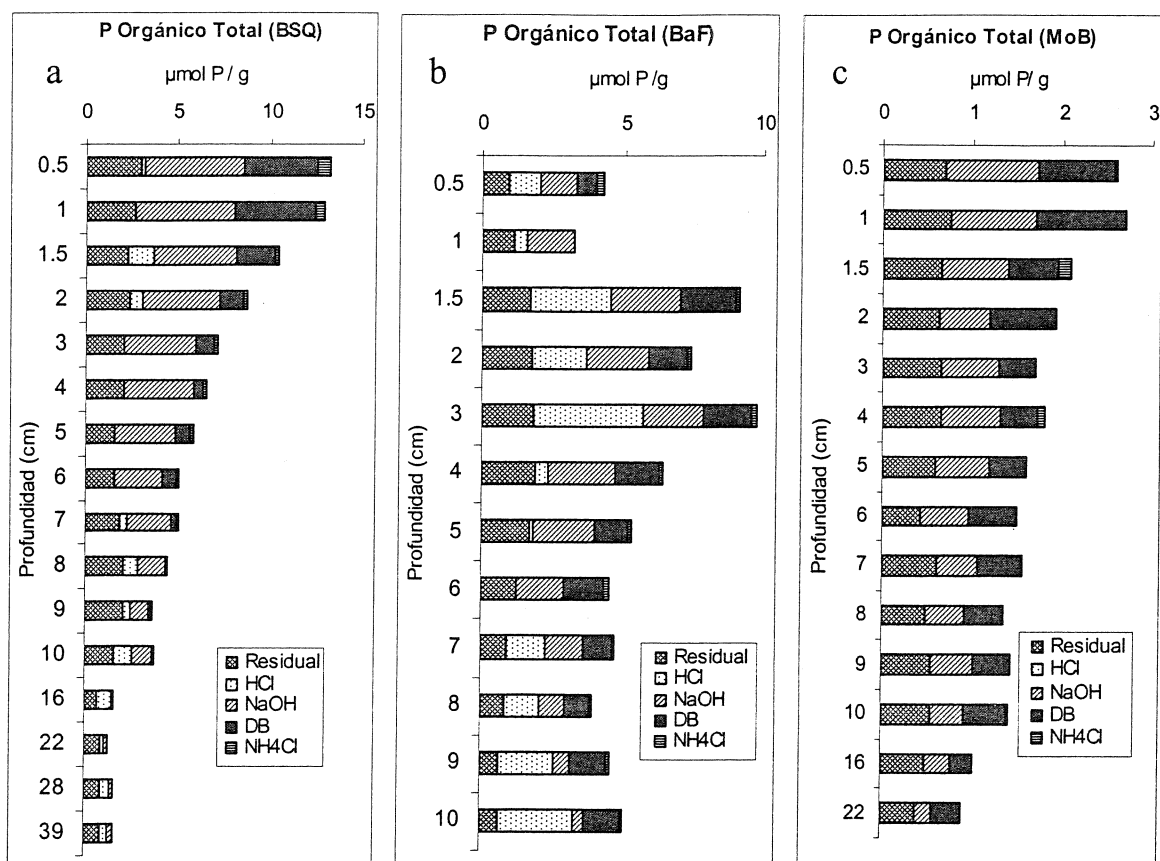 P Orgánico Total (BSQ)
a
µmol P / g
0 5 10 15
0.5
1
1.5
2
3
4
5
6
7
8
9
10
16
22
28
39
Profundidad (cm)
Residual
HCl
NaOH
DB
NH4Cl
P Orgánico Total (BaF)
b
µmol P/g
0 5 10
0.5
1
1.5
2
3
4
5
6
7
8
9
10
Profundidad (cm)
Residual
HCl
NaOH
DB
NH4Cl
P Orgánico Total (MoB)
c
µmol P/g
0 1 2 3
0.5
1
1.5
2
3
4
5
6
7
8
9
10
16
22
Profundidad (cm)
Residual
HCl
NaOH
DB
NH4Cl